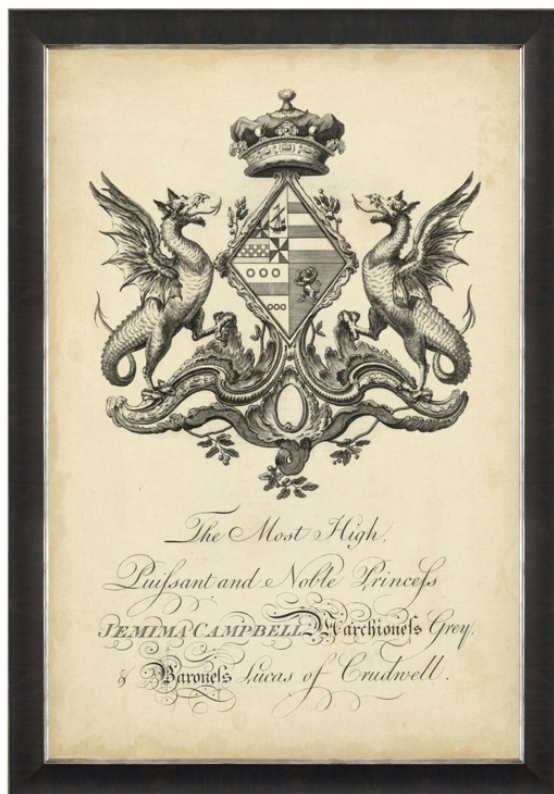 The Most High,
Puiſsant and Noble Princeſs
JEMIMA CAMPBELL Marchioneſs Grey,
& Baroneſs Lucas of Crudwell.